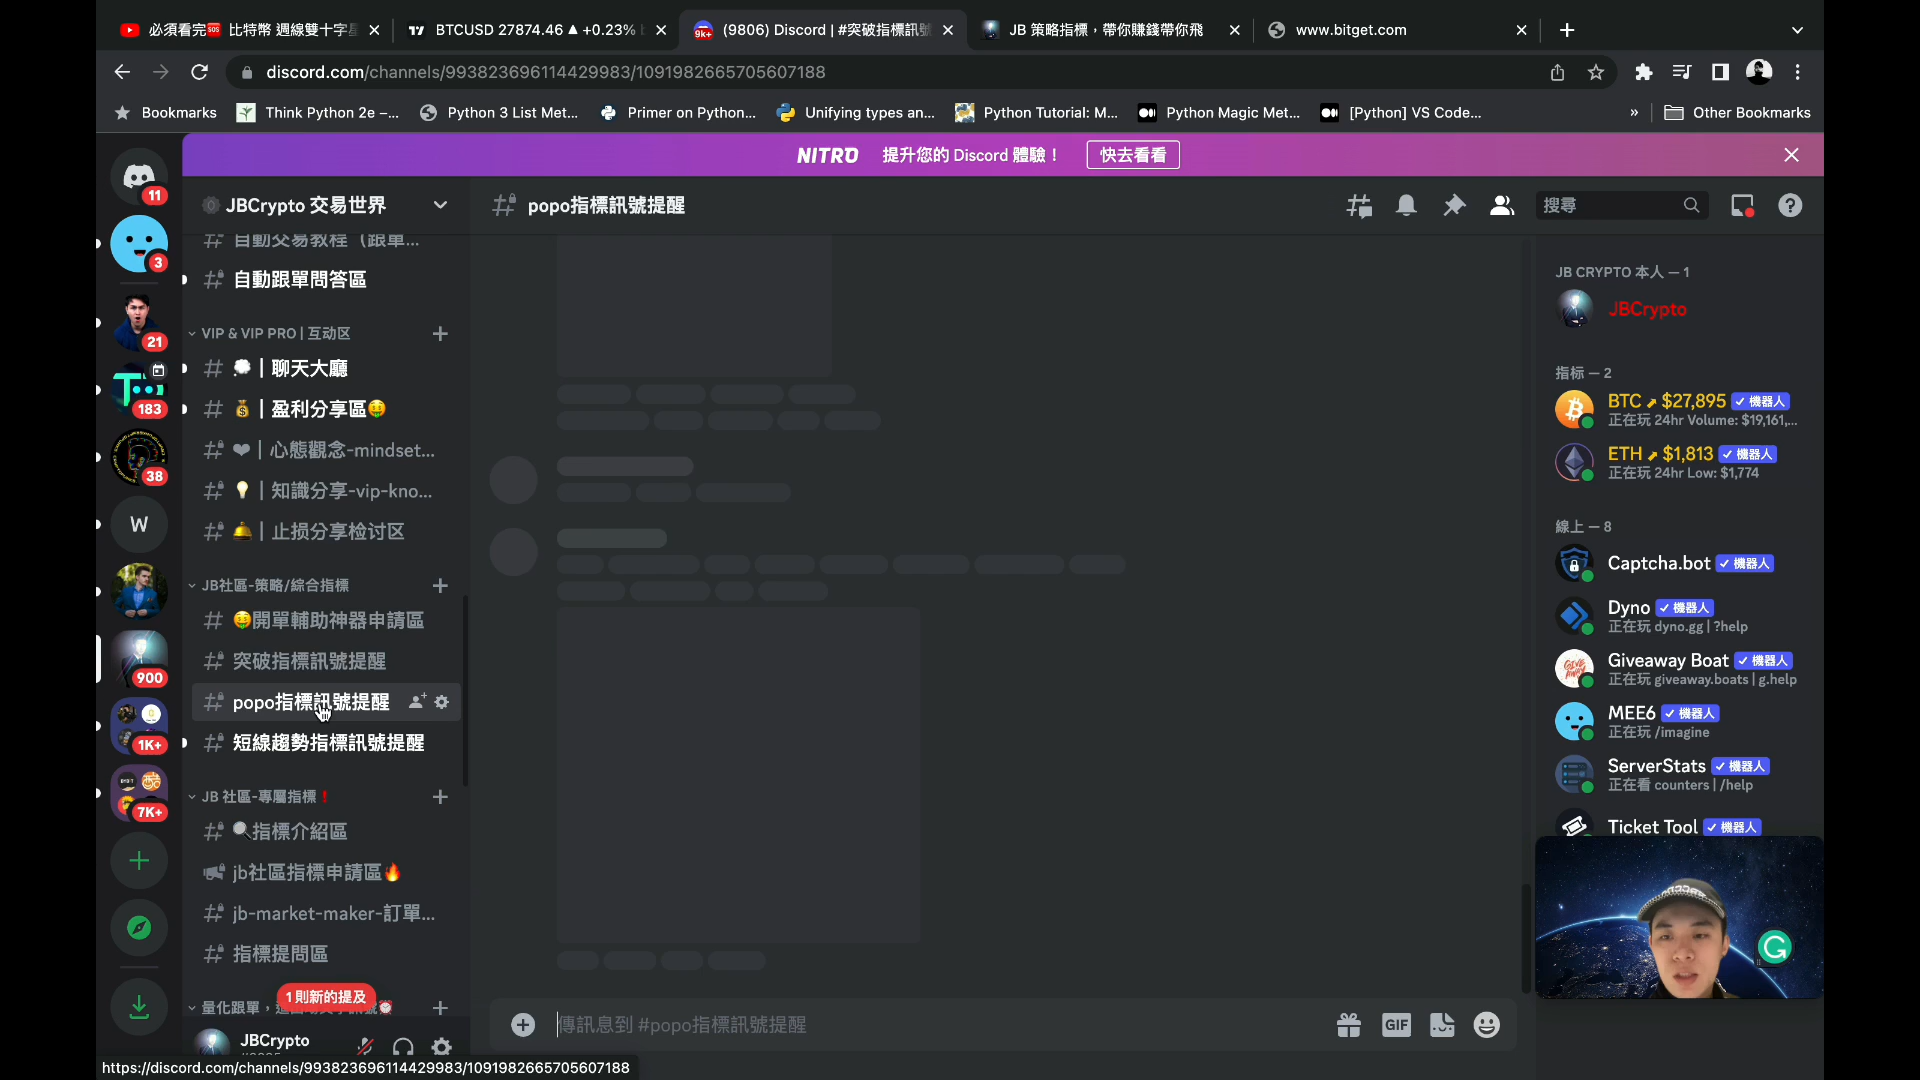 必須看完🆘 比特幣 週線雙十字星
BTCUSD 27874.46 ▲ +0.23%
(9806) Discord | #突破指標訊號
JB 策略指標，帶你賺錢帶你飛
www.bitget.com
discord.com/channels/993823696114429983/1091982665705607188
Bookmarks
Think Python 2e –...
Python 3 List Met...
Primer on Python...
Unifying types an...
Python Tutorial: M...
Python Magic Met...
[Python] VS Code...
»
Other Bookmarks
NITRO 提升您的 Discord 體驗！ 快去看看
JBCrypto 交易世界
popo指標訊號提醒
搜尋
11
3
21
183
38
W
900
1K+
7K+
自動交易教程（跟單...
自動跟單問答區
VIP & VIP PRO | 互动区
💭 | 聊天大廳
💰 | 盈利分享區🤑
❤ | 心態觀念-mindset...
💡 | 知識分享-vip-kno...
🛎 | 止损分享检讨区
JB社區-策略/綜合指標
🤑開單輔助神器申請區
突破指標訊號提醒
popo指標訊號提醒
短線趨勢指標訊號提醒
JB 社區-專屬指標❗
🔍指標介紹區
jb社區指標申請區🔥
jb-market-maker-訂單...
指標提問區
1 則新的提及
量化跟單，
JBCrypto
傳訊息到 #popo指標訊號提醒
GIF
JB CRYPTO 本人 — 1
JBCrypto
指标 — 2
BTC ⬈ $27,895 ✓ 機器人
正在玩 24hr Volume: $19,161,...
ETH ⬈ $1,813 ✓ 機器人
正在玩 24hr Low: $1,774
線上 — 8
Captcha.bot ✓ 機器人
Dyno ✓ 機器人
正在玩 dyno.gg | ?help
Giveaway Boat ✓ 機器人
正在玩 giveaway.boats | g.help
MEE6 ✓ 機器人
正在玩 /imagine
ServerStats ✓ 機器人
正在看 counters | /help
Ticket Tool ✓ 機器人
https://discord.com/channels/993823696114429983/1091982665705607188